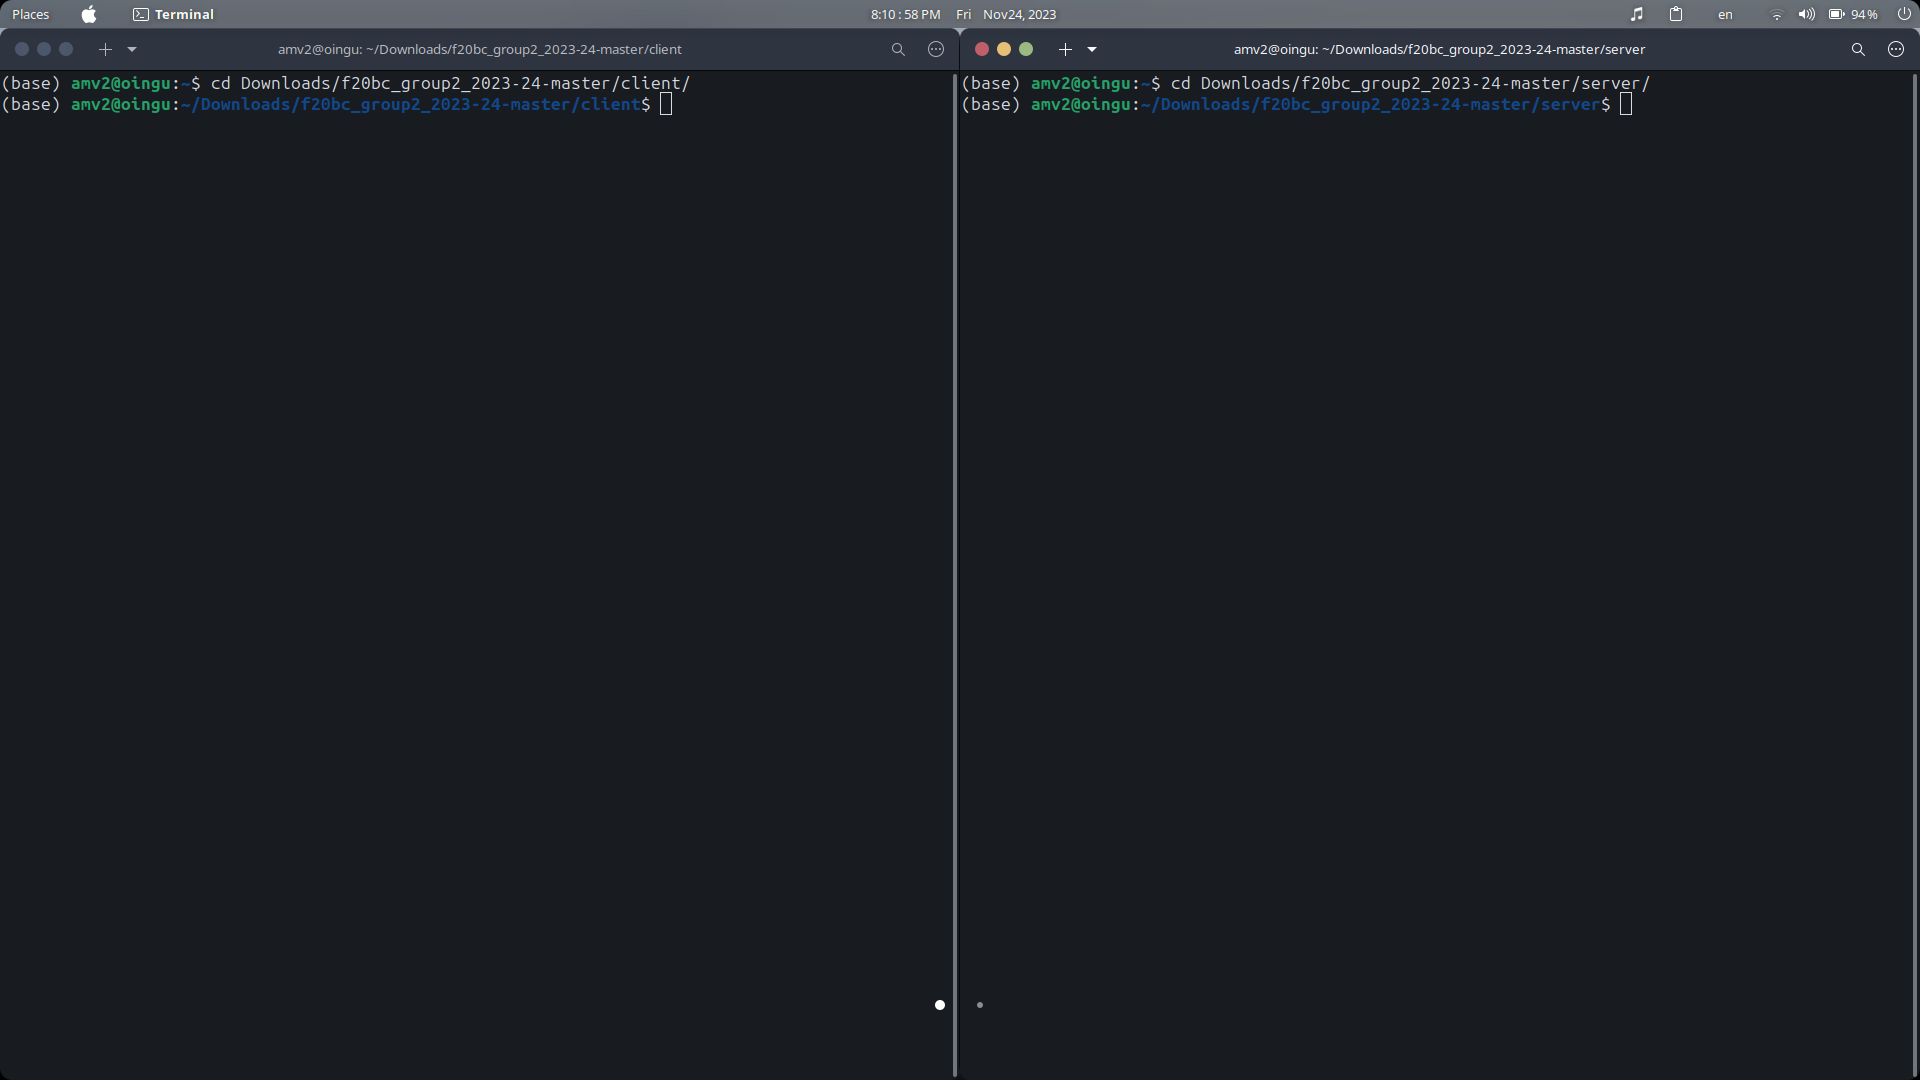 Places
Terminal
8:10 : 58 PM Fri Nov 24, 2023
en
94 %
amv2@oingu: ~/Downloads/f20bc_group2_2023-24-master/client
(base) amv2@oingu:~$ cd Downloads/f20bc_group2_2023-24-master/client/
(base) amv2@oingu:~/Downloads/f20bc_group2_2023-24-master/client$
amv2@oingu: ~/Downloads/f20bc_group2_2023-24-master/server
(base) amv2@oingu:~$ cd Downloads/f20bc_group2_2023-24-master/server/
(base) amv2@oingu:~/Downloads/f20bc_group2_2023-24-master/server$